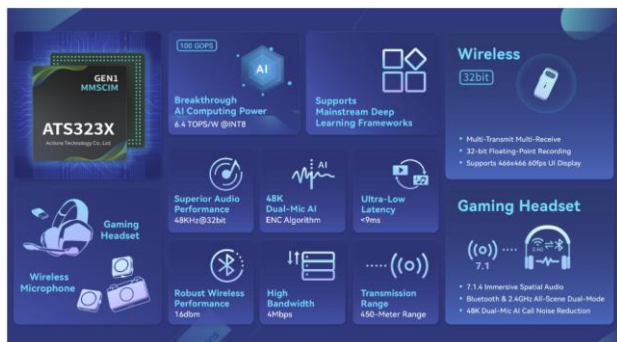 GEN1
MMSCIM
ATS323X
Actions Technology Co., Ltd.
100 GOPS
AI
Breakthrough
AI Computing Power
6.4 TOPS/W @INT8
Supports
Mainstream Deep
Learning Frameworks
Wireless
32bit
• Multi-Transmit Multi-Receive
• 32-bit Floating-Point Recording
• Supports 466x466 60fps UI Display
Gaming
Headset
Wireless
Microphone
Superior Audio
Performance
48KHz@32bit
AI
48K
Dual-Mic AI
ENC Algorithm
Ultra-Low
Latency
<9ms
Robust Wireless
Performance
16dbm
High
Bandwidth
4Mbps
Transmission
Range
450-Meter Range
Gaming Headset
7.1
2.4G
• 7.1.4 Immersive Spatial Audio
• Bluetooth & 2.4GHz All-Scene Dual-Mode
• 48K Dual-Mic AI Call Noise Reduction